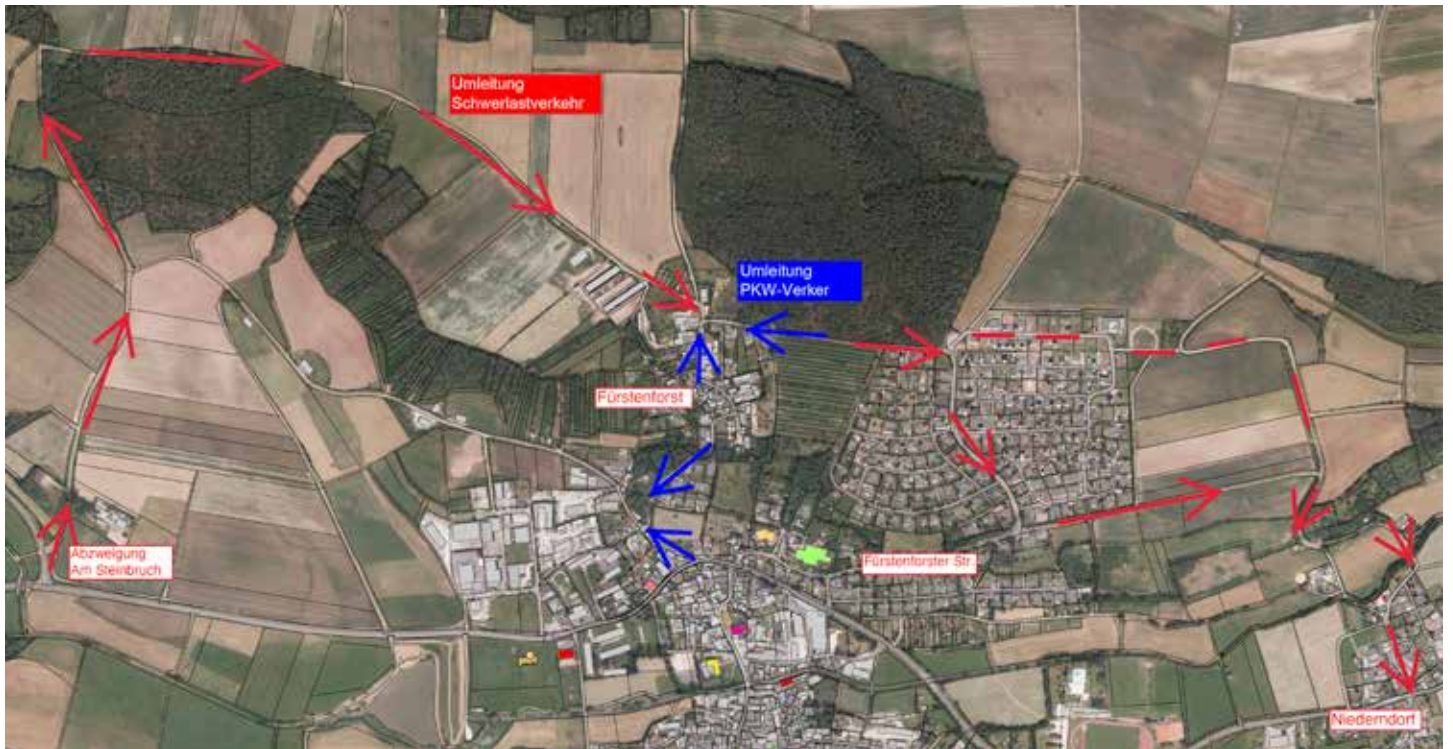 Umleitung
Schwerlastverkehr
Umleitung
PKW-Verker
Fürstenforst
Abzweigung
Am Steinbruch
Fürstenforster Str.
Niederndorf